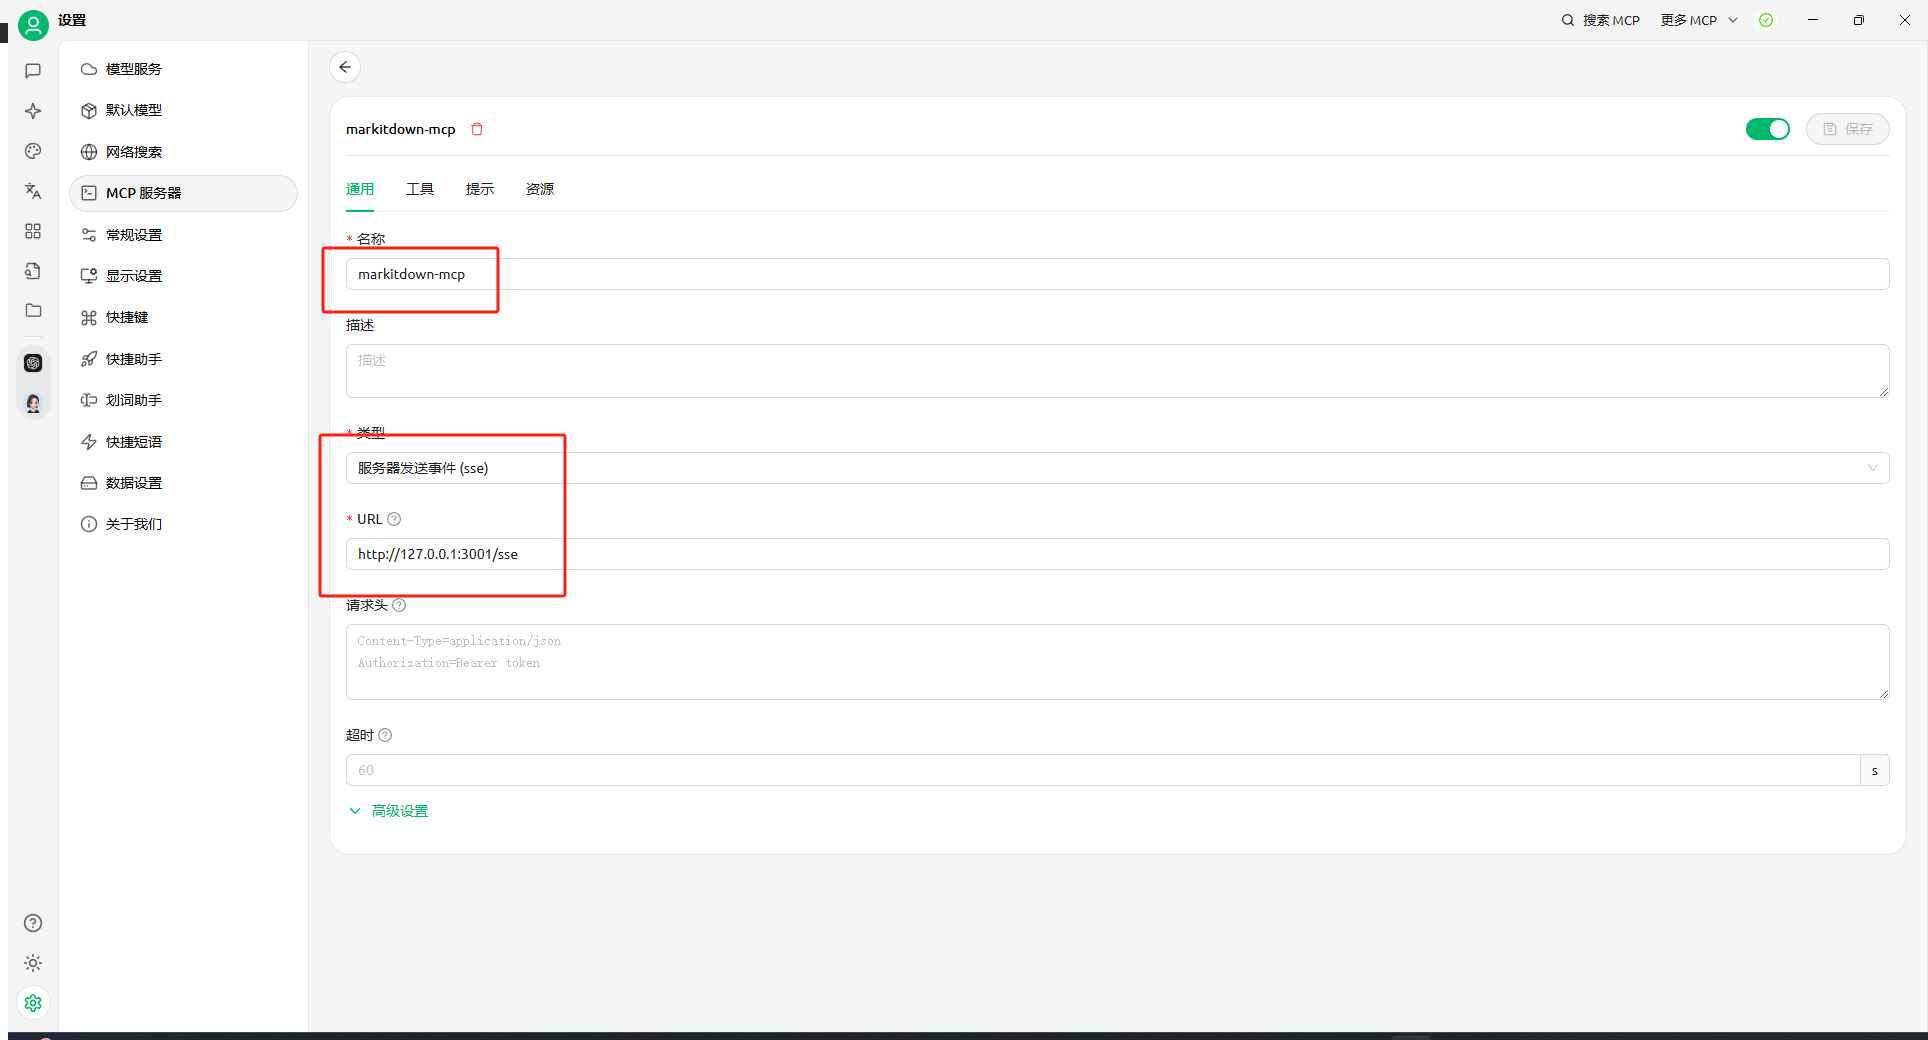 设置
搜索 MCP
更多 MCP
模型服务
默认模型
网络搜索
MCP 服务器
常规设置
显示设置
快捷键
快捷助手
划词助手
快捷短语
数据设置
关于我们
markitdown-mcp
保存
通用 工具 提示 资源
* 名称
markitdown-mcp
描述
描述
* 类型
服务器发送事件 (sse)
* URL
http://127.0.0.1:3001/sse
请求头
Content-Type=application/json
Authorization=Bearer token
超时
60
s
高级设置